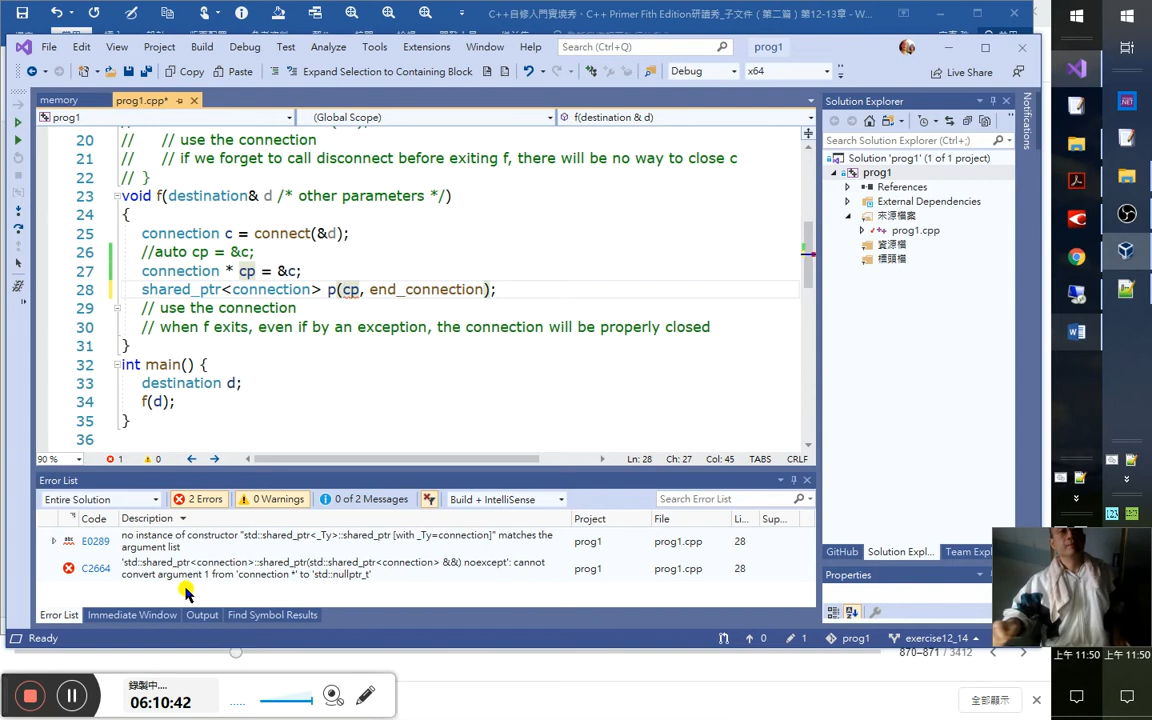 C++自修入門實境秀、C++ Primer Fifth Edition研讀秀_子文件（第二篇）第12-13章 - W...
File Edit View Project Build Debug Test Analyze Tools Extensions Window Help Search (Ctrl+Q) prog1
Copy Paste Expand Selection to Containing Block Debug x64 Live Share
memory prog1.cpp*
prog1 (Global Scope) f(destination & d)
20 // // use the connection
21 // // if we forget to call disconnect before exiting f, there will be no way to close c
22 // }
23 void f(destination& d /* other parameters */)
24 {
25 connection c = connect(&d);
26 //auto cp = &c;
27 connection * cp = &c;
28 shared_ptr<connection> p(cp, end_connection);
29 // use the connection
30 // when f exits, even if by an exception, the connection will be properly closed
31 }
32 int main() {
33 destination d;
34 f(d);
35 }
36
90 % 1 0 Ln: 28 Ch: 27 Col: 45 TABS CRLF
Error List
Entire Solution 2 Errors 0 Warnings 0 of 2 Messages Build + IntelliSense Search Error List
Code Description Project File Li... Sup...
E0289 no instance of constructor "std::shared_ptr<_Ty>::shared_ptr [with _Ty=connection]" matches the
argument list prog1 prog1.cpp 28
C2664 'std::shared_ptr<connection>::shared_ptr(std::shared_ptr<connection> &&) noexcept': cannot
convert argument 1 from 'connection *' to 'std::nullptr_t' prog1 prog1.cpp 28
Error List Immediate Window Output Find Symbol Results
Ready 0 1 prog1 exercise12_14
Solution Explorer
Search Solution Explorer (Ctrl+;)
Solution 'prog1' (1 of 1 project)
prog1
References
External Dependencies
來源檔案
prog1.cpp
資源檔
標頭檔
GitHub Solution Expl... Team Expl
Properties
Notifications
870–871 / 3412
上午 11:50 上午 11:50
錄製中....
06:10:42
全部顯示